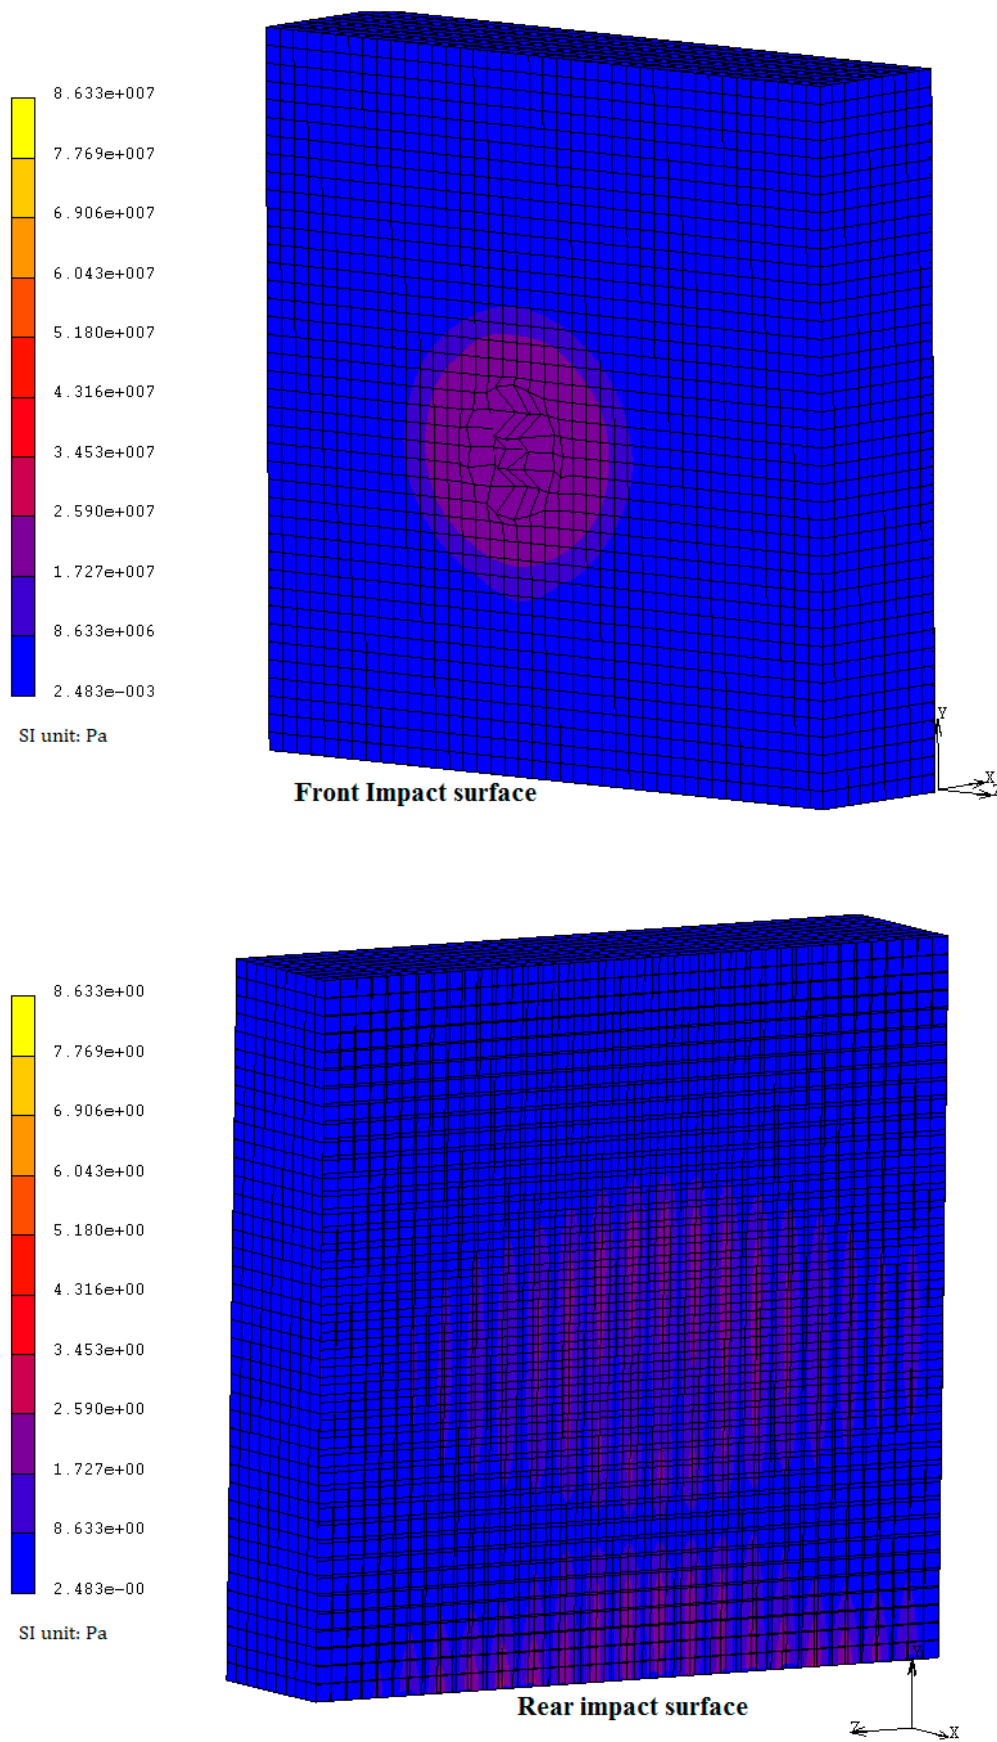 8.633e+007
7.769e+007
6.906e+007
6.043e+007
5.180e+007
4.316e+007
3.453e+007
2.590e+007
1.727e+007
8.633e+006
2.483e-003
SI unit: Pa
Y
X
Z
Front Impact surface
8.633e+00
7.769e+00
6.906e+00
6.043e+00
5.180e+00
4.316e+00
3.453e+00
2.590e+00
1.727e+00
8.633e+00
2.483e-00
SI unit: Pa
Y
Z
X
Rear impact surface